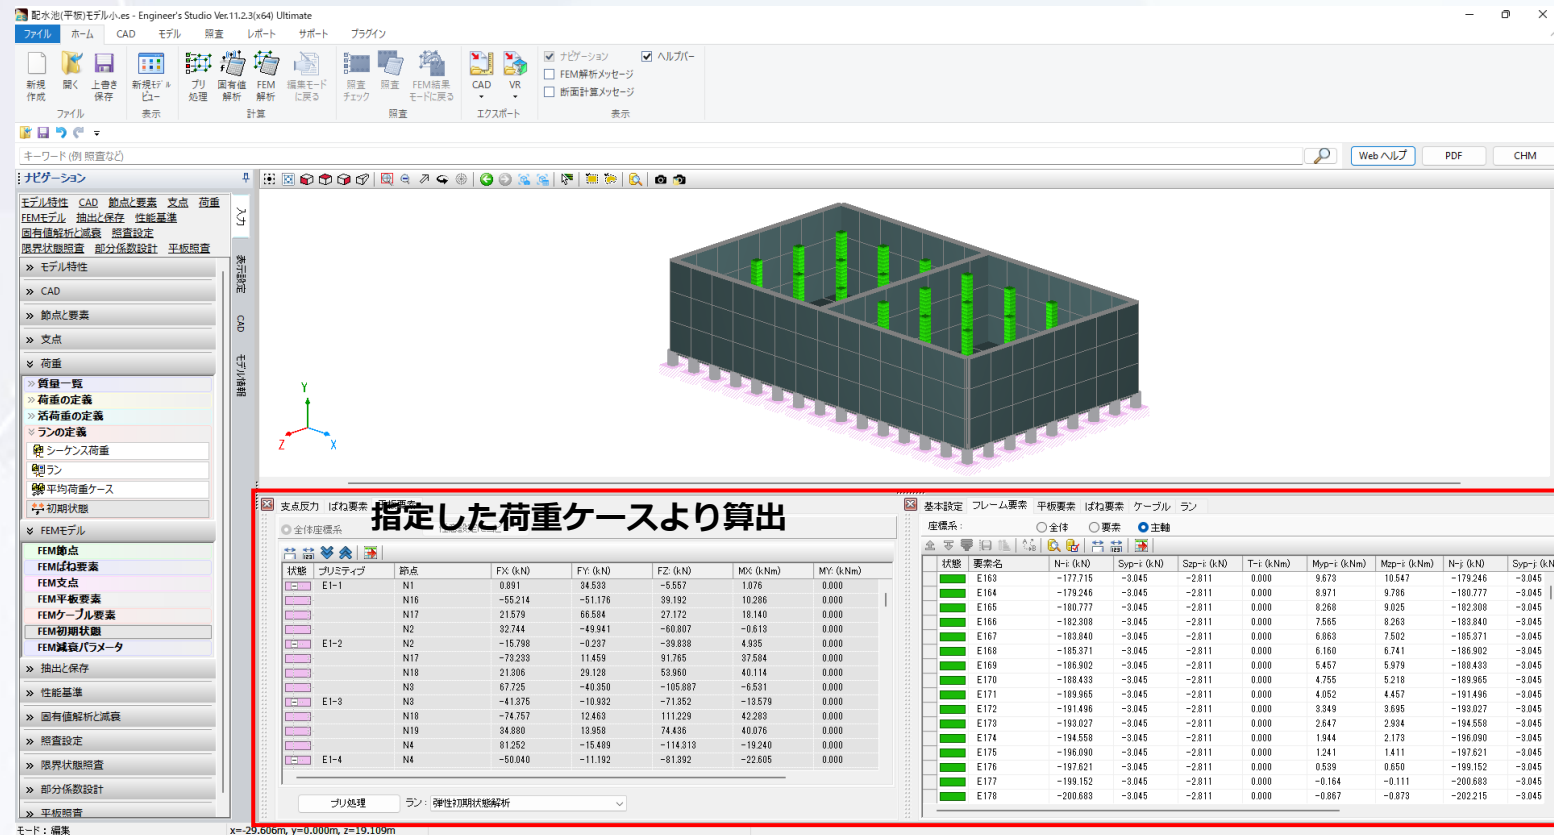 配水池(平板)モデル小.es - Engineer's Studio Ver.11.2.3(x64) Ultimate
ファイル ホーム CAD モデル 照査 レポート サポート プラグイン
新規作成 開く 上書き保存 新規モデルビュー プリ処理 固有値解析 FEM解析 編集モードに戻る 照査チェック 照査 FEM結果モードに戻る CAD VR
ナビゲーション ヘルプバー
FEM解析メッセージ
断面計算メッセージ
ファイル 表示 計算 照査 エクスポート 表示
キーワード(例 照査など) Web ヘルプ PDF CHM
ナビゲーション
モデル特性 CAD 節点と要素 支点 荷重
FEMモデル 抽出と保存 性能基準
固有値解析と減衰 照査設定
限界状態照査 部分係数設計 平板照査
入力
表示設定
CAD
モデル情報
モデル特性
CAD
節点と要素
支点
荷重
質量一覧
荷重の定義
活荷重の定義
ランの定義
シーケンス荷重
ラン
平均荷重ケース
初期状態
FEMモデル
FEM節点
FEMばね要素
FEM支点
FEM平板要素
FEMケーブル要素
FEM初期状態
FEM減衰パラメータ
抽出と保存
性能基準
固有値解析と減衰
照査設定
限界状態照査
部分係数設計
平板照査
Y
Z X
支点反力 ばね要素 平板要素
指定した荷重ケースより算出
全体座標系
状態 プリミティブ 節点 FX: (kN) FY: (kN) FZ: (kN) MX: (kNm) MY: (kNm)
E1-1 N1 0.891 34.533 -5.557 1.076 0.000
N16 -55.214 -51.176 39.192 10.286 0.000
N17 21.579 66.584 27.172 18.140 0.000
N2 32.744 -49.941 -60.807 -0.613 0.000
E1-2 N2 -15.798 -0.237 -39.838 4.935 0.000
N17 -73.233 11.459 91.765 37.584 0.000
N18 21.306 29.128 53.960 40.114 0.000
N3 67.725 -40.350 -105.887 -6.531 0.000
E1-3 N3 -41.375 -10.932 -71.352 -13.579 0.000
N18 -74.757 12.463 111.229 42.283 0.000
N19 34.880 13.958 74.436 40.076 0.000
N4 81.252 -15.489 -114.313 -19.240 0.000
E1-4 N4 -50.040 -11.192 -81.392 -22.605 0.000
プリ処理 ラン: 弾性初期状態解析
基本設定 フレーム要素 平板要素 ばね要素 ケーブル ラン
座標系: 全体 要素 主軸
状態 要素名 N-i: (kN) Syp-i: (kN) Szp-i: (kN) T-i: (kNm) Myp-i: (kNm) Mzp-i: (kNm) N-j: (kN) Syp-j: (kN
E163 -177.715 -3.045 -2.811 0.000 9.673 10.547 -179.246 -3.045
E164 -179.246 -3.045 -2.811 0.000 8.971 9.786 -180.777 -3.045
E165 -180.777 -3.045 -2.811 0.000 8.268 9.025 -182.308 -3.045
E166 -182.308 -3.045 -2.811 0.000 7.565 8.263 -183.840 -3.045
E167 -183.840 -3.045 -2.811 0.000 6.863 7.502 -185.371 -3.045
E168 -185.371 -3.045 -2.811 0.000 6.160 6.741 -186.902 -3.045
E169 -186.902 -3.045 -2.811 0.000 5.457 5.979 -188.433 -3.045
E170 -188.433 -3.045 -2.811 0.000 4.755 5.218 -189.965 -3.045
E171 -189.965 -3.045 -2.811 0.000 4.052 4.457 -191.496 -3.045
E172 -191.496 -3.045 -2.811 0.000 3.349 3.695 -193.027 -3.045
E173 -193.027 -3.045 -2.811 0.000 2.647 2.934 -194.558 -3.045
E174 -194.558 -3.045 -2.811 0.000 1.944 2.173 -196.090 -3.045
E175 -196.090 -3.045 -2.811 0.000 1.241 1.411 -197.621 -3.045
E176 -197.621 -3.045 -2.811 0.000 0.539 0.650 -199.152 -3.045
E177 -199.152 -3.045 -2.811 0.000 -0.164 -0.111 -200.683 -3.045
E178 -200.683 -3.045 -2.811 0.000 -0.867 -0.873 -202.215 -3.045
モード: 編集 x=-29.606m, y=0.000m, z=19.109m